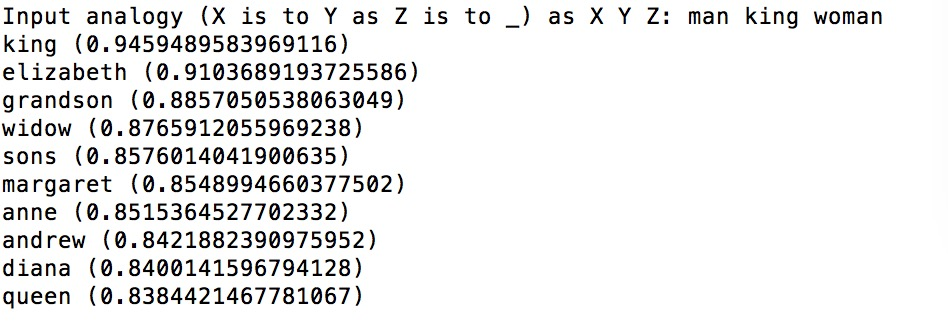 Input analogy (X is to Y as Z is to _) as X Y Z: man king woman
king (0.9459489583969116)
elizabeth (0.9103689193725586)
grandson (0.8857050538063049)
widow (0.8765912055969238)
sons (0.8576014041900635)
margaret (0.8548994660377502)
anne (0.8515364527702332)
andrew (0.8421882390975952)
diana (0.8400141596794128)
queen (0.8384421467781067)